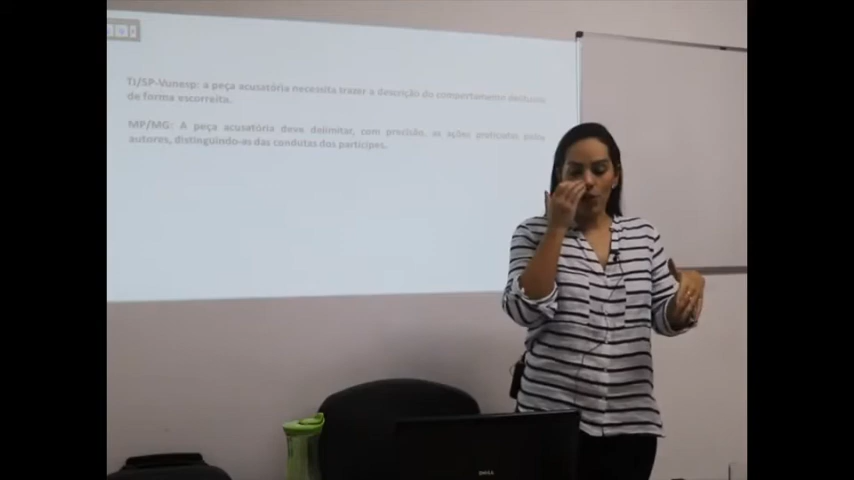 TJ/SP-Vunesp: a peça acusatória necessita trazer a descrição do comportamento delituoso
de forma escorreita.
MP/MG: A peça acusatória deve delimitar, com precisão, as ações praticadas pelos
autores, distinguindo-as das condutas dos partícipes.
DELL